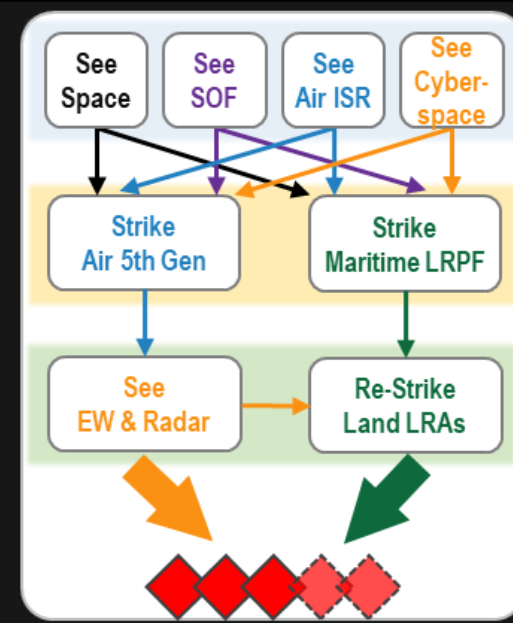 See
Space
See
SOF
See
Air ISR
See
Cyber-
space
Strike
Air 5th Gen
Strike
Maritime LRPF
See
EW & Radar
Re-Strike
Land LRAs